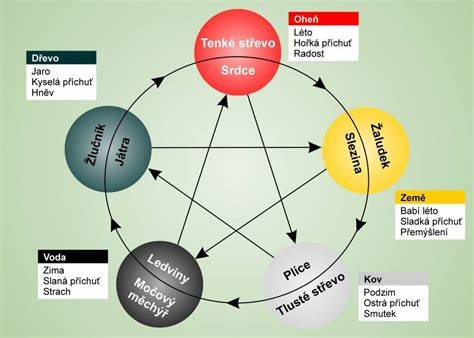 Oheň
Léto
Hořká příchuť
Radost
Tenké střevo
Srdce
Dřevo
Jaro
Kyselá příchuť
Hněv
Žlučník
Játra
Žaludek
Slezina
Země
Babí léto
Sladká příchuť
Přemýšlení
Voda
Zima
Slaná příchuť
Strach
Ledviny
Močový
měchýř
Plíce
Tlusté střevo
Kov
Podzim
Ostrá příchuť
Smutek